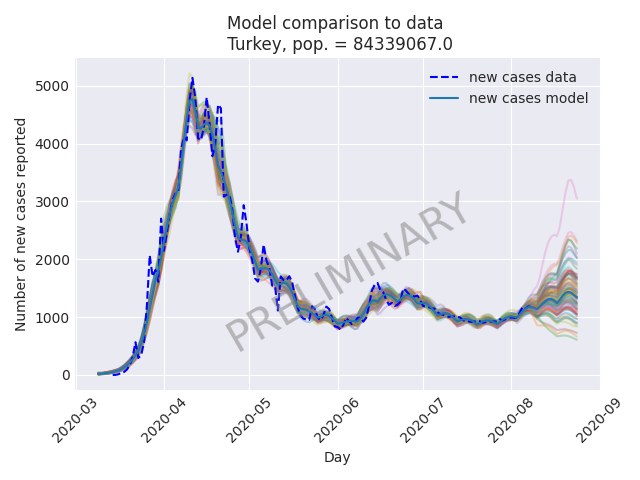 Model comparison to data
Turkey, pop. = 84339067.0
new cases data
new cases model
Number of new cases reported
5000
4000
3000
2000
1000
0
PRELIMINARY
2020-03
2020-04
2020-05
2020-06
2020-07
2020-08
2020-09
Day